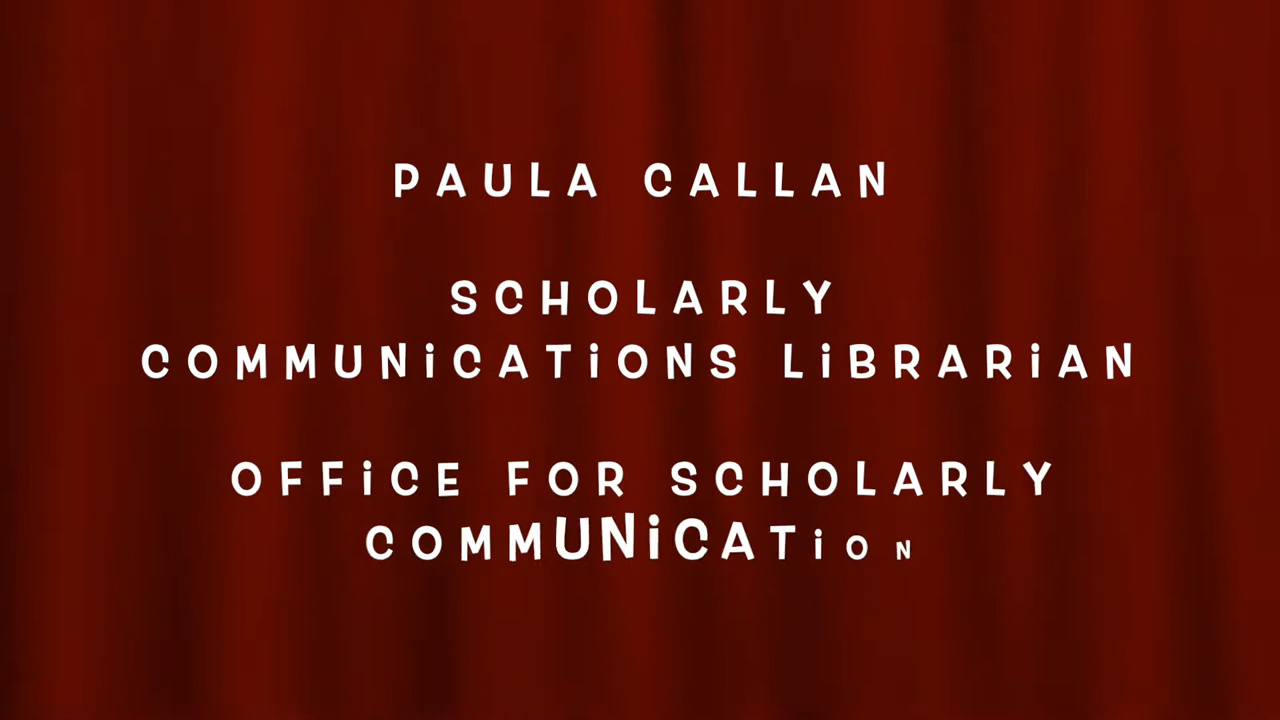 PAULA CALLAN
SCHOLARLY
COMMUNiCATiONS LiBRARiAN
OFFiCE FOR SCHOLARLY
COMMUNiCATiON